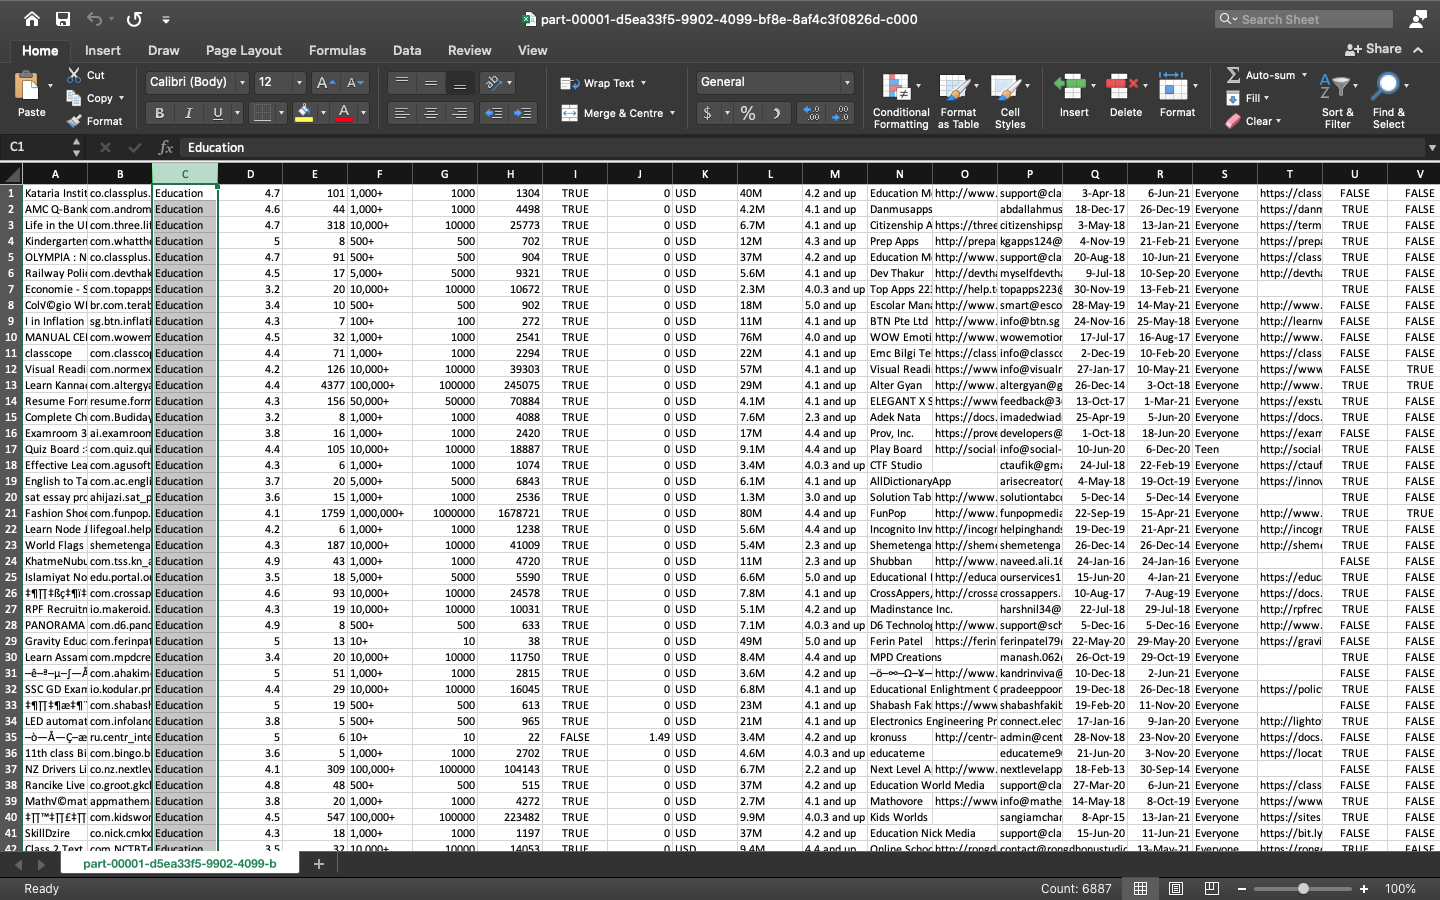 part-00001-d5ea33f5-9902-4099-bf8e-8af4c3f0826d-c000
Search Sheet
Home Insert Draw Page Layout Formulas Data Review View
Share
Paste Cut Copy Format
Calibri (Body) 12
B I U
Wrap Text
Merge & Centre
General
$ %
Conditional Formatting
Format as Table
Cell Styles
Insert Delete Format
Auto-sum
Fill
Clear
Sort & Filter
Find & Select
C1 fx Education
A B C D E F G H I J K L M N O P Q R S T U V
1 Kataria Instit co.classplus. Education 4.7 101 1,000+ 1000 1304 TRUE 0 USD 40M 4.2 and up Education M http://www. support@cla 3-Apr-18 6-Jun-21 Everyone https://class FALSE FALSE
2 AMC Q-Bank com.androm Education 4.6 44 1,000+ 1000 4498 TRUE 0 USD 4.2M 4.1 and up Danmusapps abdallahmus 18-Dec-17 26-Dec-19 Everyone https://danm TRUE FALSE
3 Life in the U com.three.lif Education 4.7 318 10,000+ 10000 25773 TRUE 0 USD 6.7M 4.1 and up Citizenship A https://three citizenshipsp 3-May-18 13-Jan-21 Everyone https://term TRUE FALSE
4 Kindergarten com.whatthe Education 5 8 500+ 500 702 TRUE 0 USD 12M 4.3 and up Prep Apps http://prepa kgapps124@ 4-Nov-19 21-Feb-21 Everyone https://prep TRUE FALSE
5 OLYMPIA : N co.classplus. Education 4.7 91 500+ 500 904 TRUE 0 USD 37M 4.2 and up Education M http://www. support@cla 20-Aug-18 10-Jun-21 Everyone https://class FALSE FALSE
6 Railway Poli com.devthak Education 4.5 17 5,000+ 5000 9321 TRUE 0 USD 5.6M 4.1 and up Dev Thakur http://devtha myselfdevth 9-Jul-18 10-Sep-20 Everyone http://devth TRUE FALSE
7 Economie - S com.topapps Education 3.2 20 10,000+ 10000 10672 TRUE 0 USD 2.3M 4.0.3 and up Top Apps 22 http://help.t topapps223@ 30-Nov-19 13-Feb-21 Everyone TRUE FALSE
8 Col√©gio W br.com.terab Education 3.4 10 500+ 500 902 TRUE 0 USD 18M 5.0 and up Escolar Mana http://www. smart@esco 28-May-19 14-May-21 Everyone http://www. FALSE FALSE
9 I in Inflation sg.btn.inflati Education 4.3 7 100+ 100 272 TRUE 0 USD 11M 4.1 and up BTN Pte Ltd http://www. info@btn.sg 24-Nov-16 25-May-18 Everyone http://learnv FALSE FALSE
10 MANUAL CE com.wowem Education 4.5 32 1,000+ 1000 2541 TRUE 0 USD 76M 4.0 and up WOW Emoti http://www. wowemotion 17-Jul-17 16-Aug-17 Everyone http://www. FALSE FALSE
11 classcope com.classco Education 4.4 71 1,000+ 1000 2294 TRUE 0 USD 22M 4.1 and up Emc Bilgi Te https://class info@classco 2-Dec-19 10-Feb-20 Everyone https://class FALSE FALSE
12 Visual Readi com.normex Education 4.2 126 10,000+ 10000 39303 TRUE 0 USD 57M 4.1 and up Visual Readi https://www info@visualr 27-Jan-17 10-May-21 Everyone https://www FALSE TRUE
13 Learn Kanna com.altergya Education 4.4 4377 100,000+ 100000 245075 TRUE 0 USD 29M 4.1 and up Alter Gyan http://www. altergyan@g 26-Dec-14 3-Oct-18 Everyone http://www. TRUE TRUE
14 Resume For resume.form Education 4.3 156 50,000+ 50000 70884 TRUE 0 USD 4.1M 4.1 and up ELEGANT X S https://www feedback@3 13-Oct-17 1-Mar-21 Everyone https://exstu TRUE FALSE
15 Complete Ch com.Budiday Education 3.2 8 1,000+ 1000 4088 TRUE 0 USD 7.6M 2.3 and up Adek Nata https://docs. imadedwiad 25-Apr-19 5-Jun-20 Everyone https://docs. TRUE FALSE
16 Examroom 3 ai.examroom Education 3.8 16 1,000+ 1000 2420 TRUE 0 USD 17M 4.4 and up Prov, Inc. https://prove developers@ 1-Oct-18 18-Jun-20 Everyone https://exam FALSE FALSE
17 Quiz Board : com.quiz.qui Education 4.4 105 10,000+ 10000 18887 TRUE 0 USD 9.1M 4.4 and up Play Board http://social info@social- 10-Jun-20 6-Dec-20 Teen http://social TRUE FALSE
18 Effective Lea com.agusoft Education 4.3 6 1,000+ 1000 1074 TRUE 0 USD 3.4M 4.0.3 and up CTF Studio ctaufik@gma 24-Jul-18 22-Feb-19 Everyone https://ctauf TRUE FALSE
19 English to Ta com.ac.engli Education 3.7 20 5,000+ 5000 6843 TRUE 0 USD 6.1M 4.1 and up AllDictionaryApp arisecreator( 4-May-18 19-Oct-19 Everyone https://innov TRUE FALSE
20 sat essay pro ahijazi.sat_p Education 3.6 15 1,000+ 1000 2536 TRUE 0 USD 1.3M 3.0 and up Solution Tab http://www. solutiontabc 5-Dec-14 5-Dec-14 Everyone TRUE FALSE
21 Fashion Shoe com.funpop. Education 4.1 1759 1,000,000+ 1000000 1678721 TRUE 0 USD 80M 4.4 and up FunPop http://www. funpopmedia 22-Sep-19 15-Apr-21 Everyone http://www. TRUE TRUE
22 Learn Node J lifegoal.help Education 4.2 6 1,000+ 1000 1238 TRUE 0 USD 5.6M 4.4 and up Incognito Inv http://incogr helpinghands 19-Dec-19 21-Apr-21 Everyone http://incogr TRUE FALSE
23 World Flags shemetenga Education 4.3 187 10,000+ 10000 41009 TRUE 0 USD 5.4M 2.3 and up Shemetenga http://shem shemetenga 26-Dec-14 26-Dec-14 Everyone http://sheme TRUE FALSE
24 KhatmeNubu com.tss.kn_a Education 4.9 43 1,000+ 1000 4720 TRUE 0 USD 11M 2.3 and up Shubban http://www. naveed.ali.16 24-Jan-16 24-Jan-16 Everyone FALSE FALSE
25 Islamiyat No edu.portal.o Education 3.5 18 5,000+ 5000 5590 TRUE 0 USD 6.6M 5.0 and up Educational http://educa ourservices1 15-Jun-20 4-Jan-21 Everyone https://educ TRUE FALSE
26 com.crossap Education 4.6 93 10,000+ 10000 24578 TRUE 0 USD 7.8M 4.1 and up CrossAppers, http://crossa crossappers. 10-Aug-17 7-Aug-19 Everyone https://docs. TRUE FALSE
27 RPF Recruitn io.makeroid. Education 4.3 19 10,000+ 10000 10031 TRUE 0 USD 5.1M 4.2 and up Madinstance Inc. harshnil34@ 22-Jul-18 29-Jul-18 Everyone http://rpfrec TRUE FALSE
28 PANORAMA com.d6.pano Education 4.9 8 500+ 500 633 TRUE 0 USD 7.1M 4.0.3 and up D6 Technolog http://www. support@sch 5-Dec-16 5-Dec-16 Everyone http://www. FALSE FALSE
29 Gravity Educ com.ferinpat Education 5 13 10+ 10 38 TRUE 0 USD 49M 5.0 and up Ferin Patel https://ferin ferinpatel79( 22-May-20 29-May-20 Everyone https://gravi FALSE FALSE
30 Learn Assam com.mpdcre Education 3.4 20 10,000+ 10000 11750 TRUE 0 USD 8.4M 4.4 and up MPD Creations manash.062( 26-Oct-19 29-Oct-19 Everyone TRUE FALSE
31 com.ahakim Education 5 51 1,000+ 1000 2815 TRUE 0 USD 3.6M 4.2 and up http://www. kandrinviva@ 10-Dec-18 2-Jun-21 Everyone FALSE FALSE
32 SSC GD Exan io.kodular.pr Education 4.4 29 10,000+ 10000 16045 TRUE 0 USD 6.8M 4.1 and up Educational Enlightment pradeeppoor 19-Dec-18 26-Dec-18 Everyone https://polic TRUE FALSE
33 com.shabash Education 5 19 500+ 500 613 TRUE 0 USD 23M 4.1 and up Shabash Fak https://www shabashfakib 19-Feb-20 11-Nov-20 Everyone FALSE FALSE
34 LED automat com.infolanc Education 3.8 5 500+ 500 965 TRUE 0 USD 21M 4.1 and up Electronics Engineering Pr connect.elec 17-Jan-16 9-Jan-20 Everyone http://lighto TRUE FALSE
35 ru.centr_inte Education 5 6 10+ 10 22 FALSE 1.49 USD 3.4M 4.2 and up kronuss http://centr- admin@cent 28-Nov-18 23-Nov-20 Everyone https://docs. FALSE FALSE
36 11th class Bi com.bingo.b Education 3.6 5 1,000+ 1000 2702 TRUE 0 USD 4.6M 4.0.3 and up educateme educateme9 21-Jun-20 3-Nov-20 Everyone https://locat TRUE FALSE
37 NZ Drivers Li co.nz.nextlev Education 4.1 309 100,000+ 100000 104143 TRUE 0 USD 6.7M 2.2 and up Next Level A http://www. nextlevelapp 18-Feb-13 30-Sep-14 Everyone FALSE FALSE
38 Rancike Live co.groot.gkcl Education 4.8 48 500+ 500 515 TRUE 0 USD 37M 4.2 and up Education World Media support@cla 27-Mar-20 6-Jun-21 Everyone https://class FALSE FALSE
39 Math√©mat appmathem Education 3.8 20 1,000+ 1000 4272 TRUE 0 USD 2.7M 4.1 and up Mathovore https://www info@mathe 14-May-18 8-Oct-19 Everyone https://www TRUE FALSE
40 com.kidswor Education 4.5 547 100,000+ 100000 223482 TRUE 0 USD 9.9M 4.0.3 and up Kids Worlds sangiamchar 8-Apr-15 13-Jan-21 Everyone https://sites TRUE FALSE
41 SkillDzire co.nick.cmkx Education 4.3 18 1,000+ 1000 1197 TRUE 0 USD 37M 4.2 and up Education Nick Media support@cla 15-Jun-20 11-Jun-21 Everyone https://bit.ly FALSE FALSE
42 Class 2 Text com.NCTBTe Education 3.5 32 10,000+ 10000 14053 TRUE 0 USD 9.4M 4.4 and up Online Schoo http://rongd contact@rongdhonustudio 13-May-21 Everyone https://rong TRUE FALSE
part-00001-d5ea33f5-9902-4099-b
Ready Count: 6887 100%